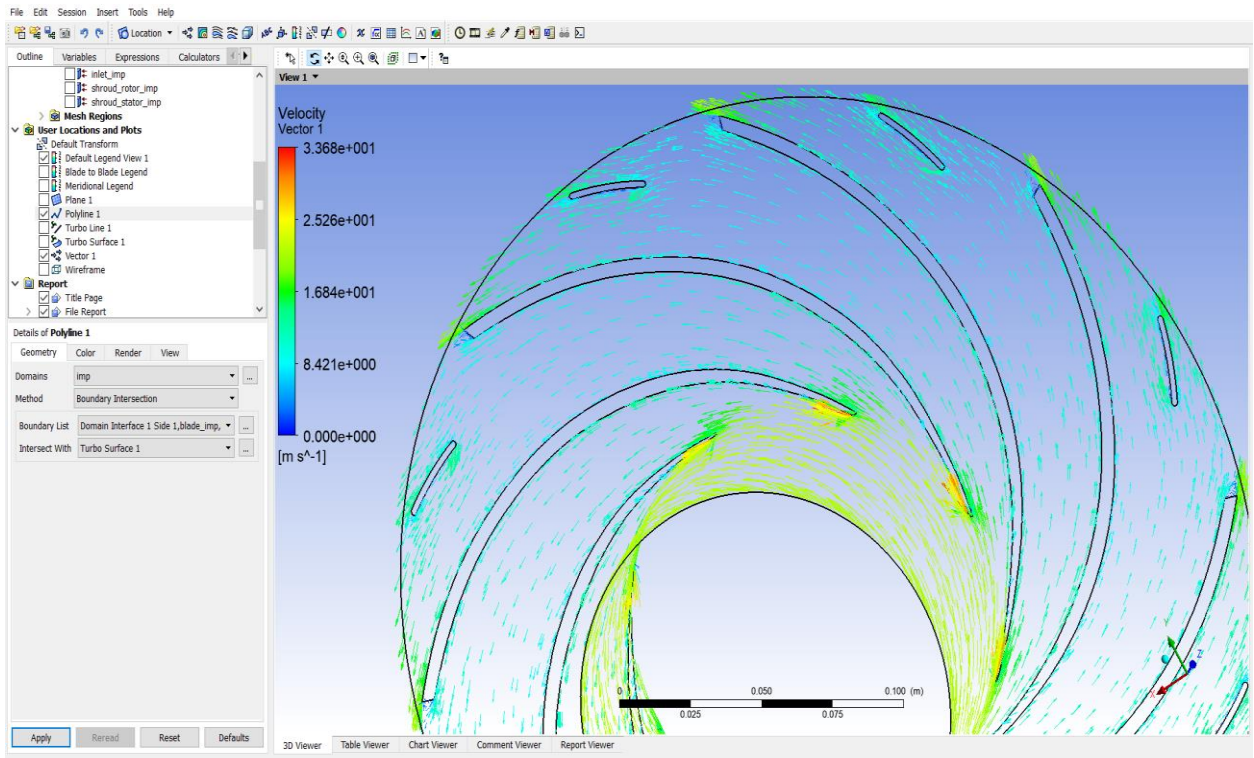 File Edit Session Insert Tools Help
Location
Outline Variables Expressions Calculators
inlet_imp
shroud_rotor_imp
shroud_stator_imp
Mesh Regions
User Locations and Plots
Default Transform
Default Legend View 1
Blade to Blade Legend
Meridional Legend
Plane 1
Polyline 1
Turbo Line 1
Turbo Surface 1
Vector 1
Wireframe
Report
Title Page
File Report
Details of Polyline 1
Geometry Color Render View
Domains imp ...
Method Boundary Intersection
Boundary List Domain Interface 1 Side 1,blade_imp, ...
Intersect With Turbo Surface 1 ...
Apply Reread Reset Defaults
View 1
Velocity
Vector 1
3.368e+001
2.526e+001
1.684e+001
8.421e+000
0.000e+000
[m s^-1]
Y
Z
X
0 0.050 0.100 (m)
0.025 0.075
3D Viewer Table Viewer Chart Viewer Comment Viewer Report Viewer